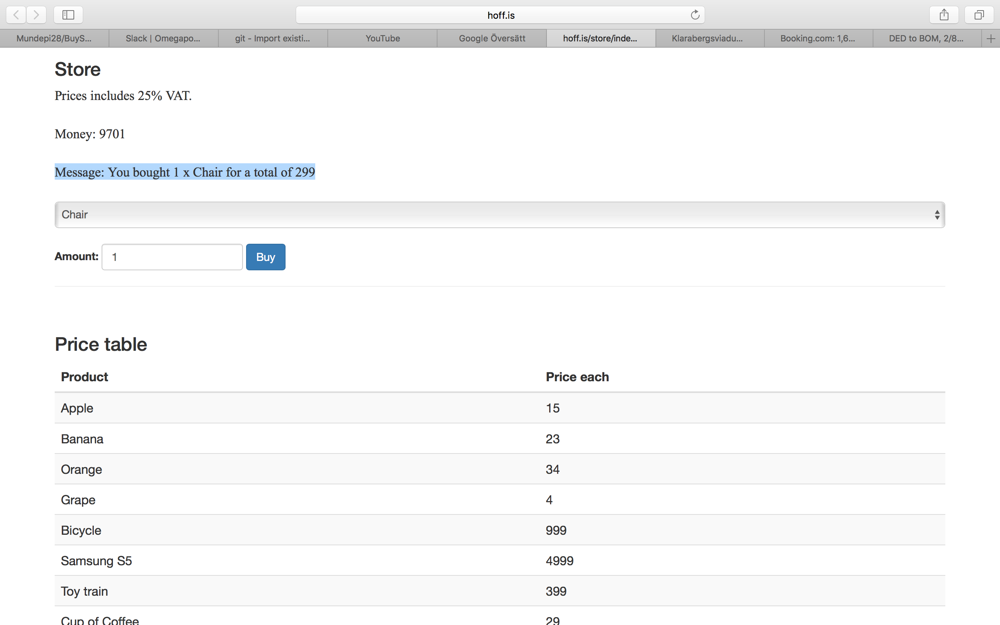 hoff.is
Mundepi28/BuyS...
Slack | Omegapo...
git - Import existi...
YouTube
Google Översätt
hoff.is/store/inde...
Klarabergsviadu...
Booking.com: 1,6...
DED to BOM, 2/8...
Store
Prices includes 25% VAT.
Money: 9701
Message: You bought 1 x Chair for a total of 299
Chair
Amount: 1 Buy
Price table
Product Price each
Apple 15
Banana 23
Orange 34
Grape 4
Bicycle 999
Samsung S5 4999
Toy train 399
Cup of Coffee 29